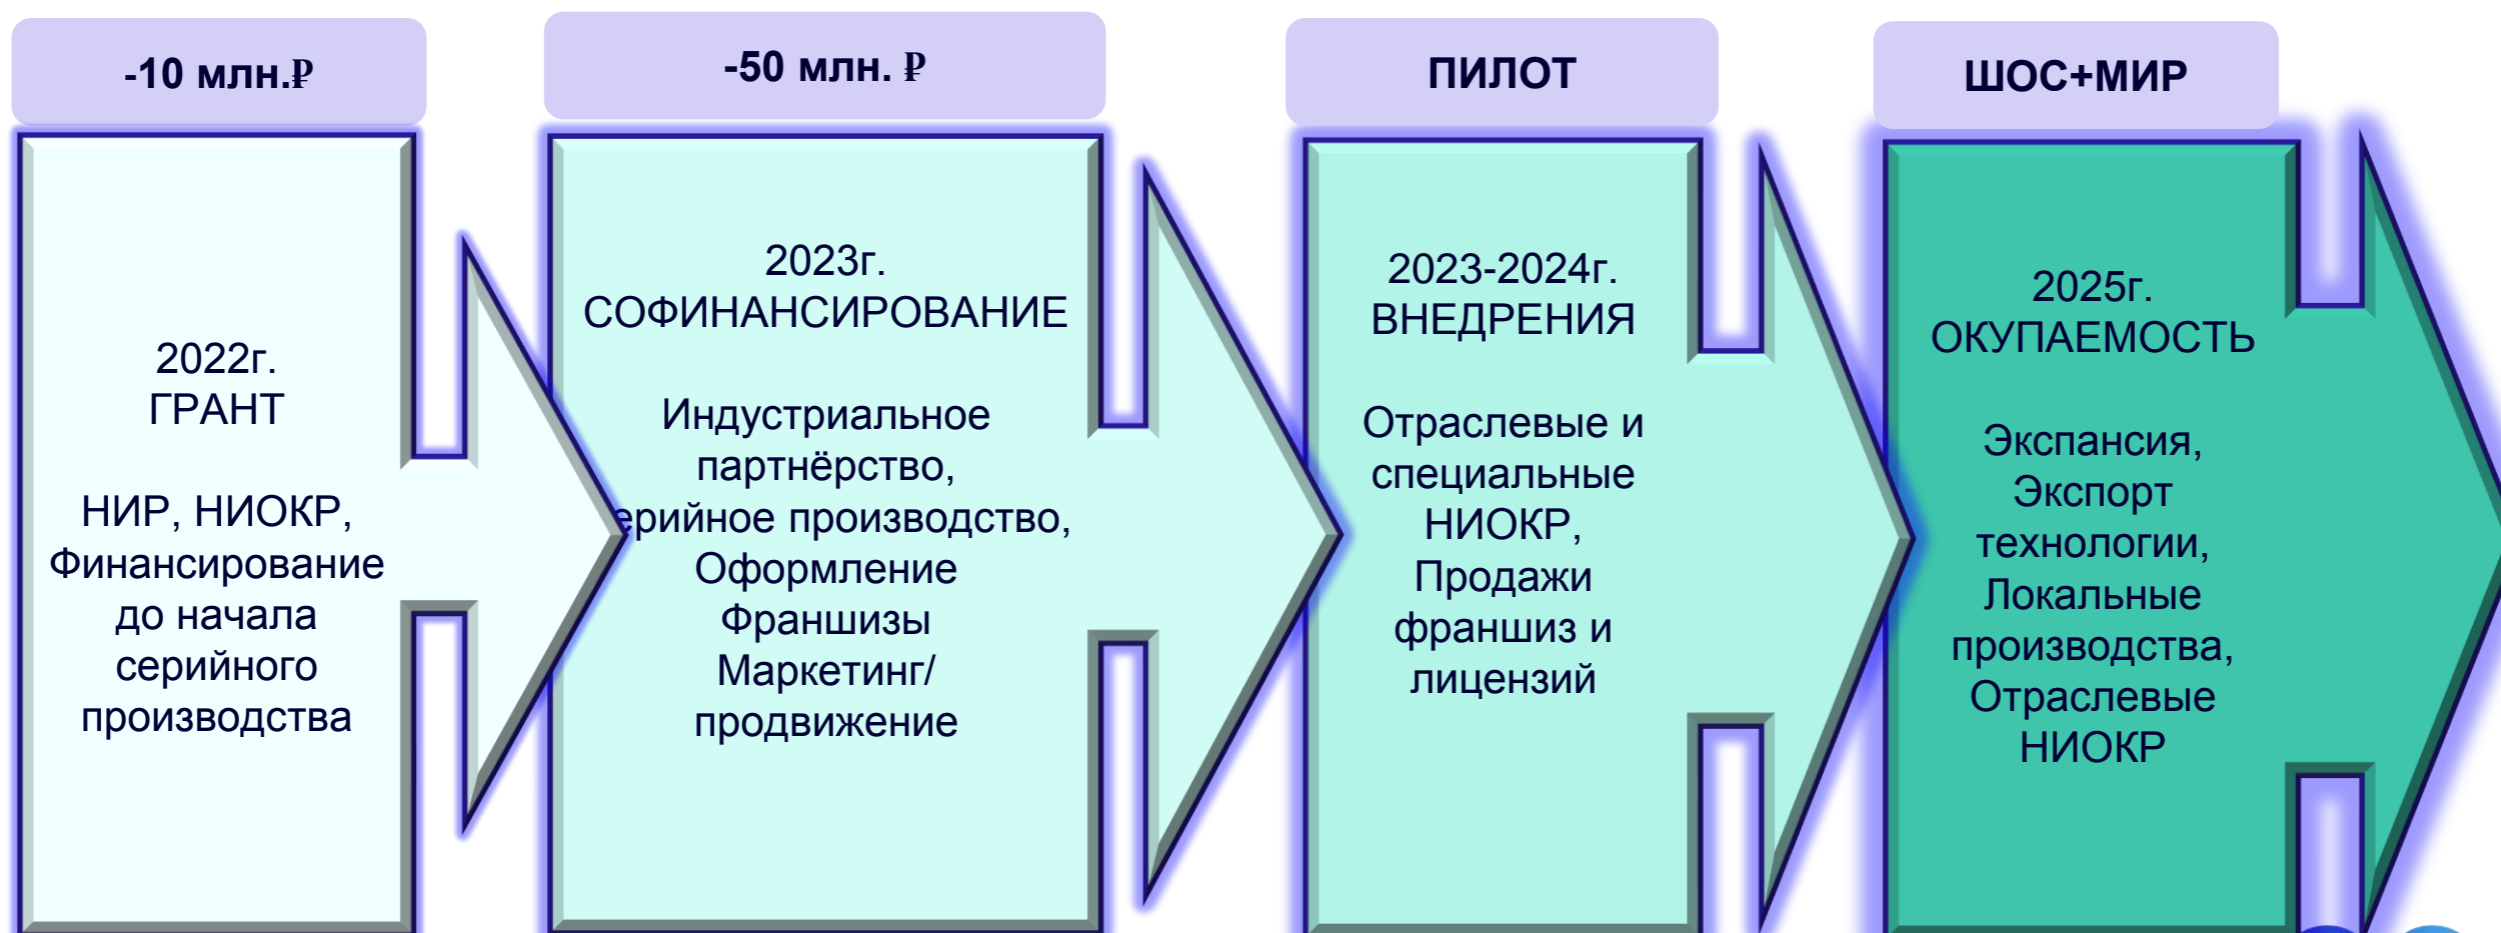 -10 млн.₽
2022г.
ГРАНТ
НИР, НИОКР,
Финансирование
до начала
серийного
производства
-50 млн. ₽
2023г.
СОФИНАНСИРОВАНИЕ
Индустриальное
партнёрство,
ерийное производство,
Оформление
Франшизы
Маркетинг/
продвижение
ПИЛОТ
2023-2024г.
ВНЕДРЕНИЯ
Отраслевые и
специальные
НИОКР,
Продажи
франшиз и
лицензий
ШОС+МИР
2025г.
ОКУПАЕМОСТЬ
Экспансия,
Экспорт
технологии,
Локальные
производства,
Отраслевые
НИОКР